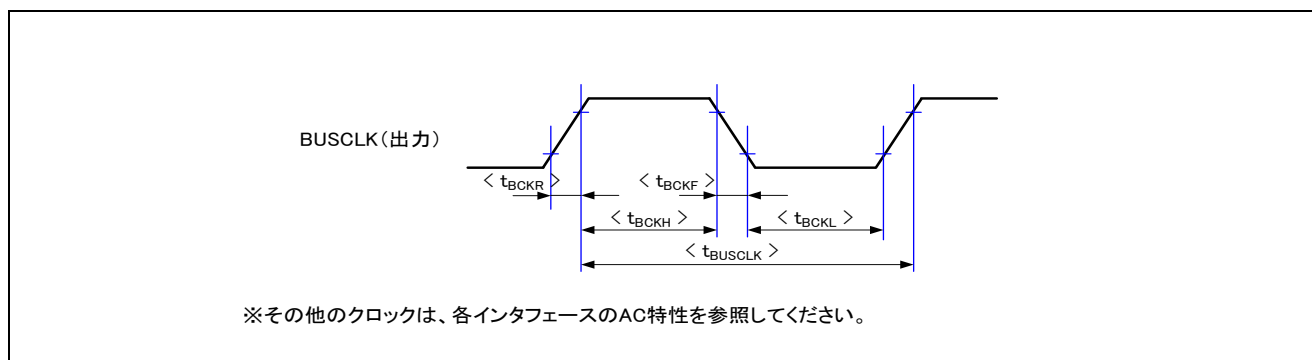 BUSCLK(出力)
< tBCKR >
< tBCKF >
< tBCKH >
< tBCKL >
< tBUSCLK >
※その他のクロックは、各インタフェースのAC特性を参照してください。